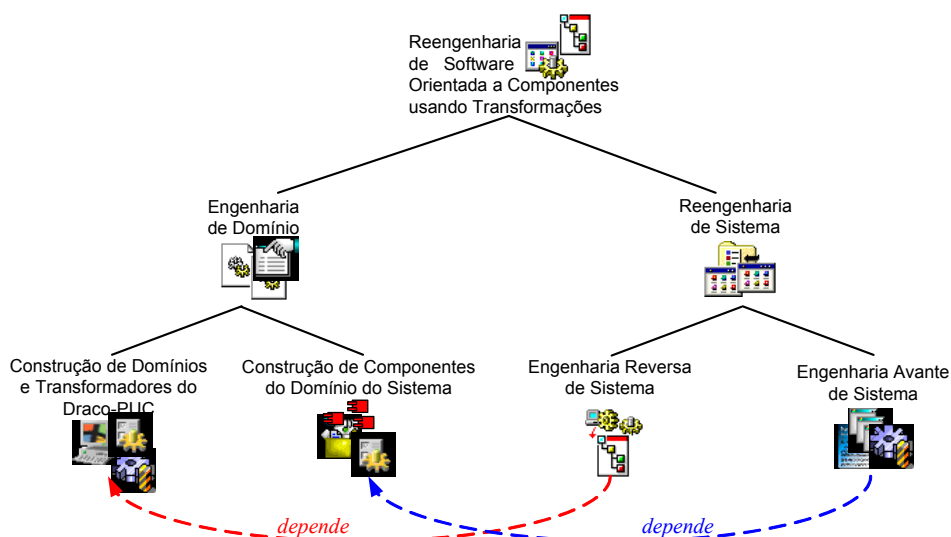 Reengenharia
de Software
Orientada a Componentes
usando Transformações
Engenharia
de Domínio
Reengenharia
de Sistema
Construção de Domínios
e Transformadores do
Draco-PUC
Construção de Componentes
do Domínio do Sistema
Engenharia Reversa
de Sistema
Engenharia Avante
de Sistema
depende
depende